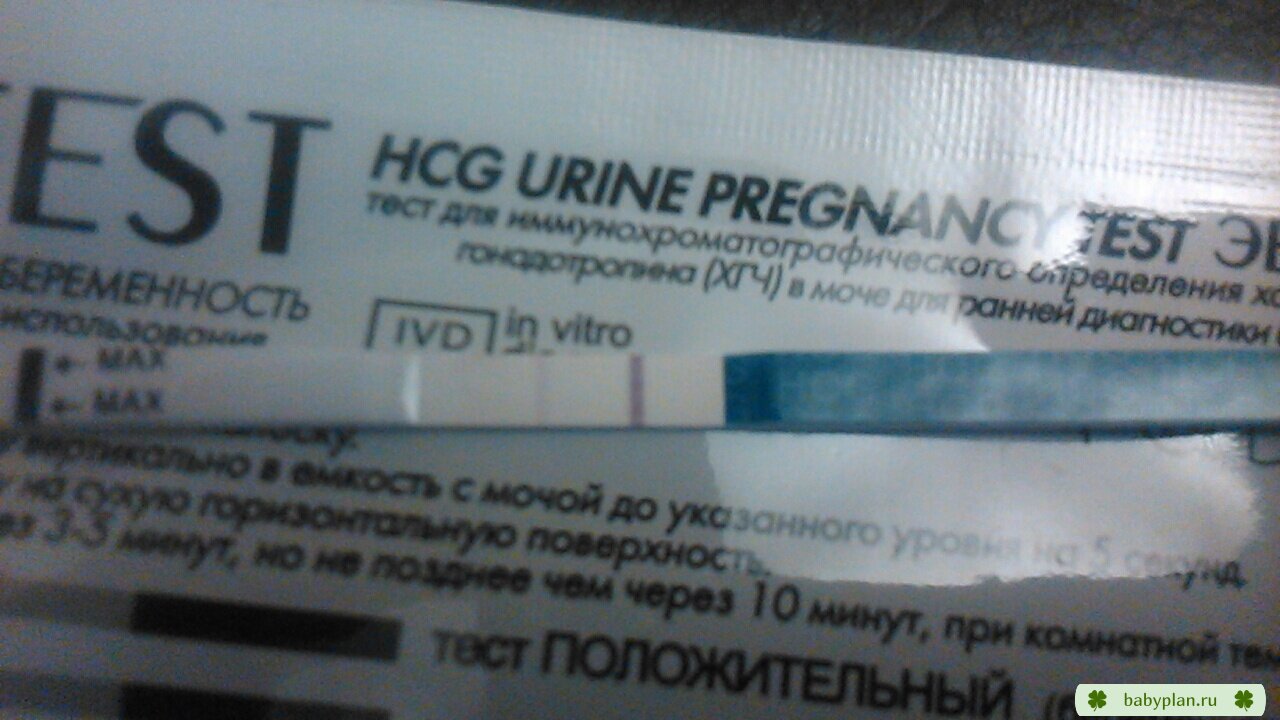 TEST
HCG URINE PREGNANCY TEST
тест для иммунохроматографического определения
гонадотропина (ХГЧ) в моче для ранней диагностики
БЕРЕМЕННОСТЬ
использование
IVD in vitro
← MAX
← MAX
вертикально в емкость с мочой до указанного уровня на 5 секунд.
на сухую горизонтальную поверхность
3-5 минут, но не позднее чем через 10 минут, при комнатной
тест ПОЛОЖИТЕЛЬНЫЙ
babyplan.ru